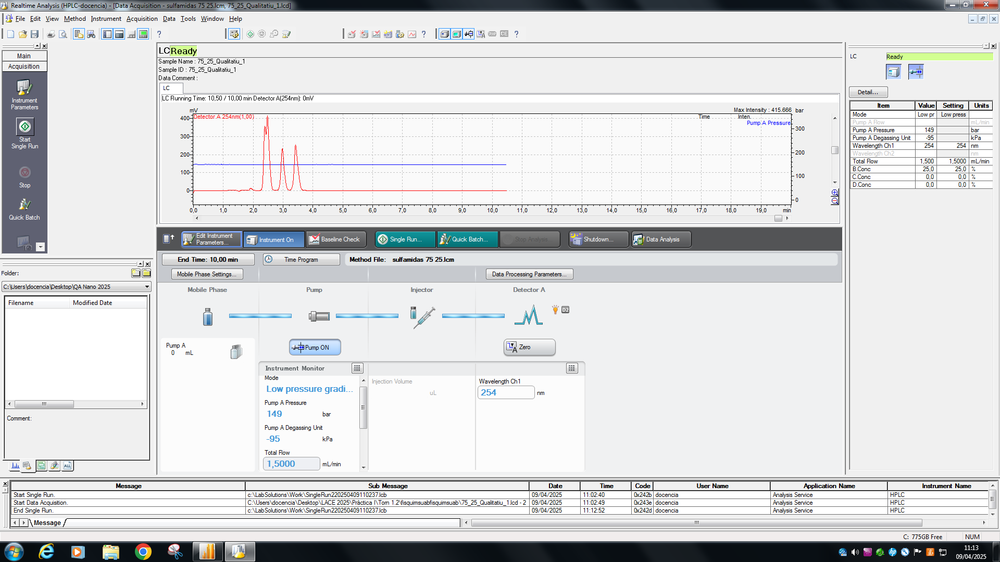 Realtime Analysis (HPLC-docencia) - [Data Acquisition - sulfamidas 75 25.lcm, 75_25_Qualitatiu_1.lcd]
File Edit View Method Instrument Acquisition Data Tools Window Help
Main
Acquisition
Instrument
Parameters
Start
Single Run
Stop
Quick Batch
Folder:
C:\Users\docencia\Desktop\QA Nano 2025
Filename Modified Date
Comment:
ALL
LC Ready
Sample Name : 75_25_Qualitatiu_1
Sample ID : 75_25_Qualitatiu_1
Data Comment :
LC
LC Running Time: 10,50 / 10,00 min Detector A(254nm): 0mV
mV
Max Intensity : 415.666 bar
Detector A 254nm(1,00)
Time Inten.
Pump A Pressure
400
300
200
100
0
300
200
100
0
0,0 1,0 2,0 3,0 4,0 5,0 6,0 7,0 8,0 9,0 10,0 11,0 12,0 13,0 14,0 15,0 16,0 17,0 18,0 19,0 min
Edit Instrument
Parameters...
Instrument On
Baseline Check
Single Run...
Quick Batch...
Stop Analysis...
Shutdown...
Data Analysis
End Time: 10,00 min
Time Program
Method File: sulfamidas 75 25.lcm
Mobile Phase Settings...
Data Processing Parameters...
Mobile Phase Pump Injector Detector A
D2
Pump A
0 mL
Pump ON
Zero
Instrument Monitor
Mode
Low pressure gradi...
Pump A Pressure
149 bar
Pump A Degassing Unit
-95 kPa
Total Flow
1,5000 mL/min
Injection Volume
uL
Wavelength Ch1
254 nm
LC Ready
Detail...
Item Value Setting Units
Mode Low pr Low press
Pump A Flow mL/min
Pump A Pressure 149 bar
Pump A Degassing Unit -95 kPa
Wavelength Ch1 254 254 nm
Wavelength Ch2 nm
Total Flow 1,500 1,5000 mL/min
B.Conc 25,0 25,0 %
C.Conc 0,0 0,0 %
D.Conc 0,0 0,0 %
Message Sub Message Date Time Code User Name Application Name Instrument Name
Start Single Run. c:\LabSolutions\Work\SingleRun220250409110237.lcb 09/04/2025 11:02:40 0x242b docencia Analysis Service HPLC
Start Data Acquisition. C:\Users\docencia\Desktop\LACE 2025\Pràctica I\Torn 1.2\fisquimsuabfisquimsuab\75_25_Qualitatiu_1.lcd - 2 09/04/2025 11:02:49 0x243e docencia Analysis Service HPLC
End Single Run. c:\LabSolutions\Work\SingleRun220250409110237.lcb 09/04/2025 11:12:52 0x242d docencia Analysis Service HPLC
Message
C: 775GB Free NUM
11:13
09/04/2025